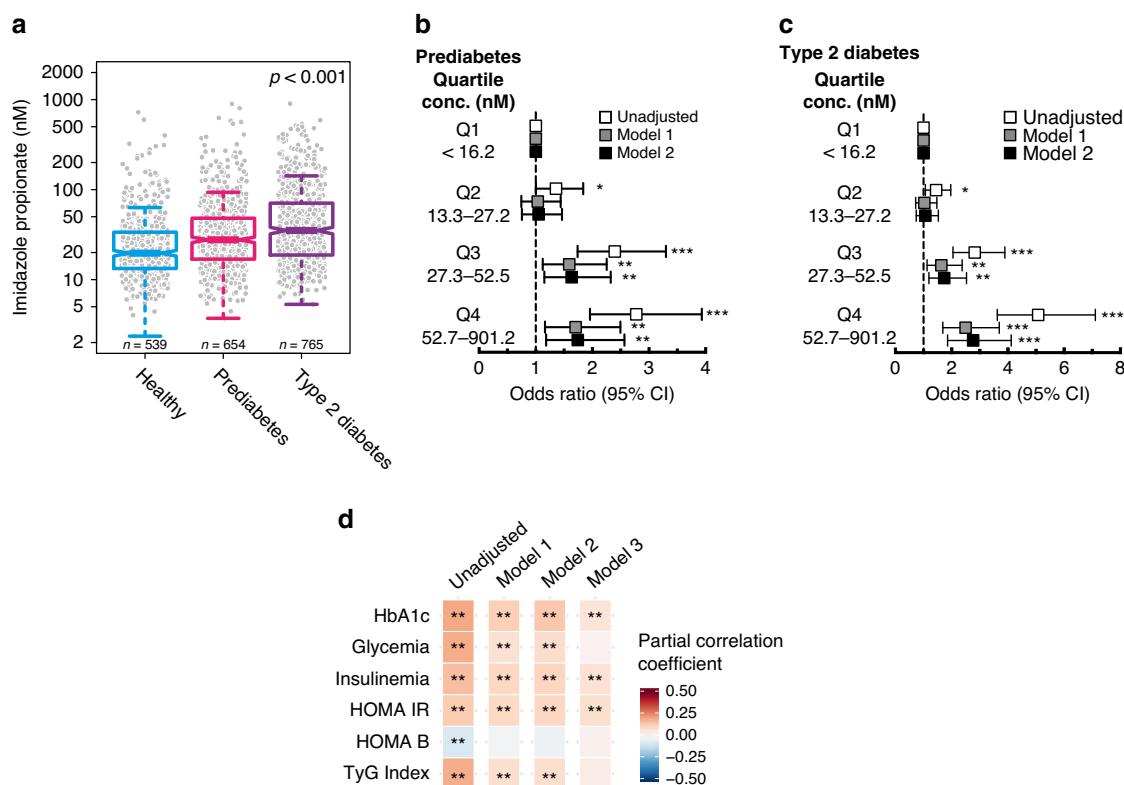 a
Imidazole propionate (nM)
2000
1000
500
200
100
50
20
10
5
2
p < 0.001
n = 539
n = 654
n = 765
Healthy
Prediabetes
Type 2 diabetes
b
Prediabetes
Quartile
conc. (nM)
Q1
< 16.2
Q2
13.3–27.2
Q3
27.3–52.5
Q4
52.7–901.2
Unadjusted
Model 1
Model 2
*
***
**
**
***
**
**
0
1
2
3
4
Odds ratio (95% CI)
c
Type 2 diabetes
Quartile
conc. (nM)
Q1
< 16.2
Q2
13.3–27.2
Q3
27.3–52.5
Q4
52.7–901.2
Unadjusted
Model 1
Model 2
*
***
**
**
***
***
***
0
2
4
6
8
Odds ratio (95% CI)
d
Unadjusted
Model 1
Model 2
Model 3
HbA1c ** ** ** **
Glycemia ** ** **
Insulinemia ** ** ** **
HOMA IR ** ** ** **
HOMA B **
TyG Index ** ** **
Partial correlation
coefficient
0.50
0.25
0.00
−0.25
−0.50